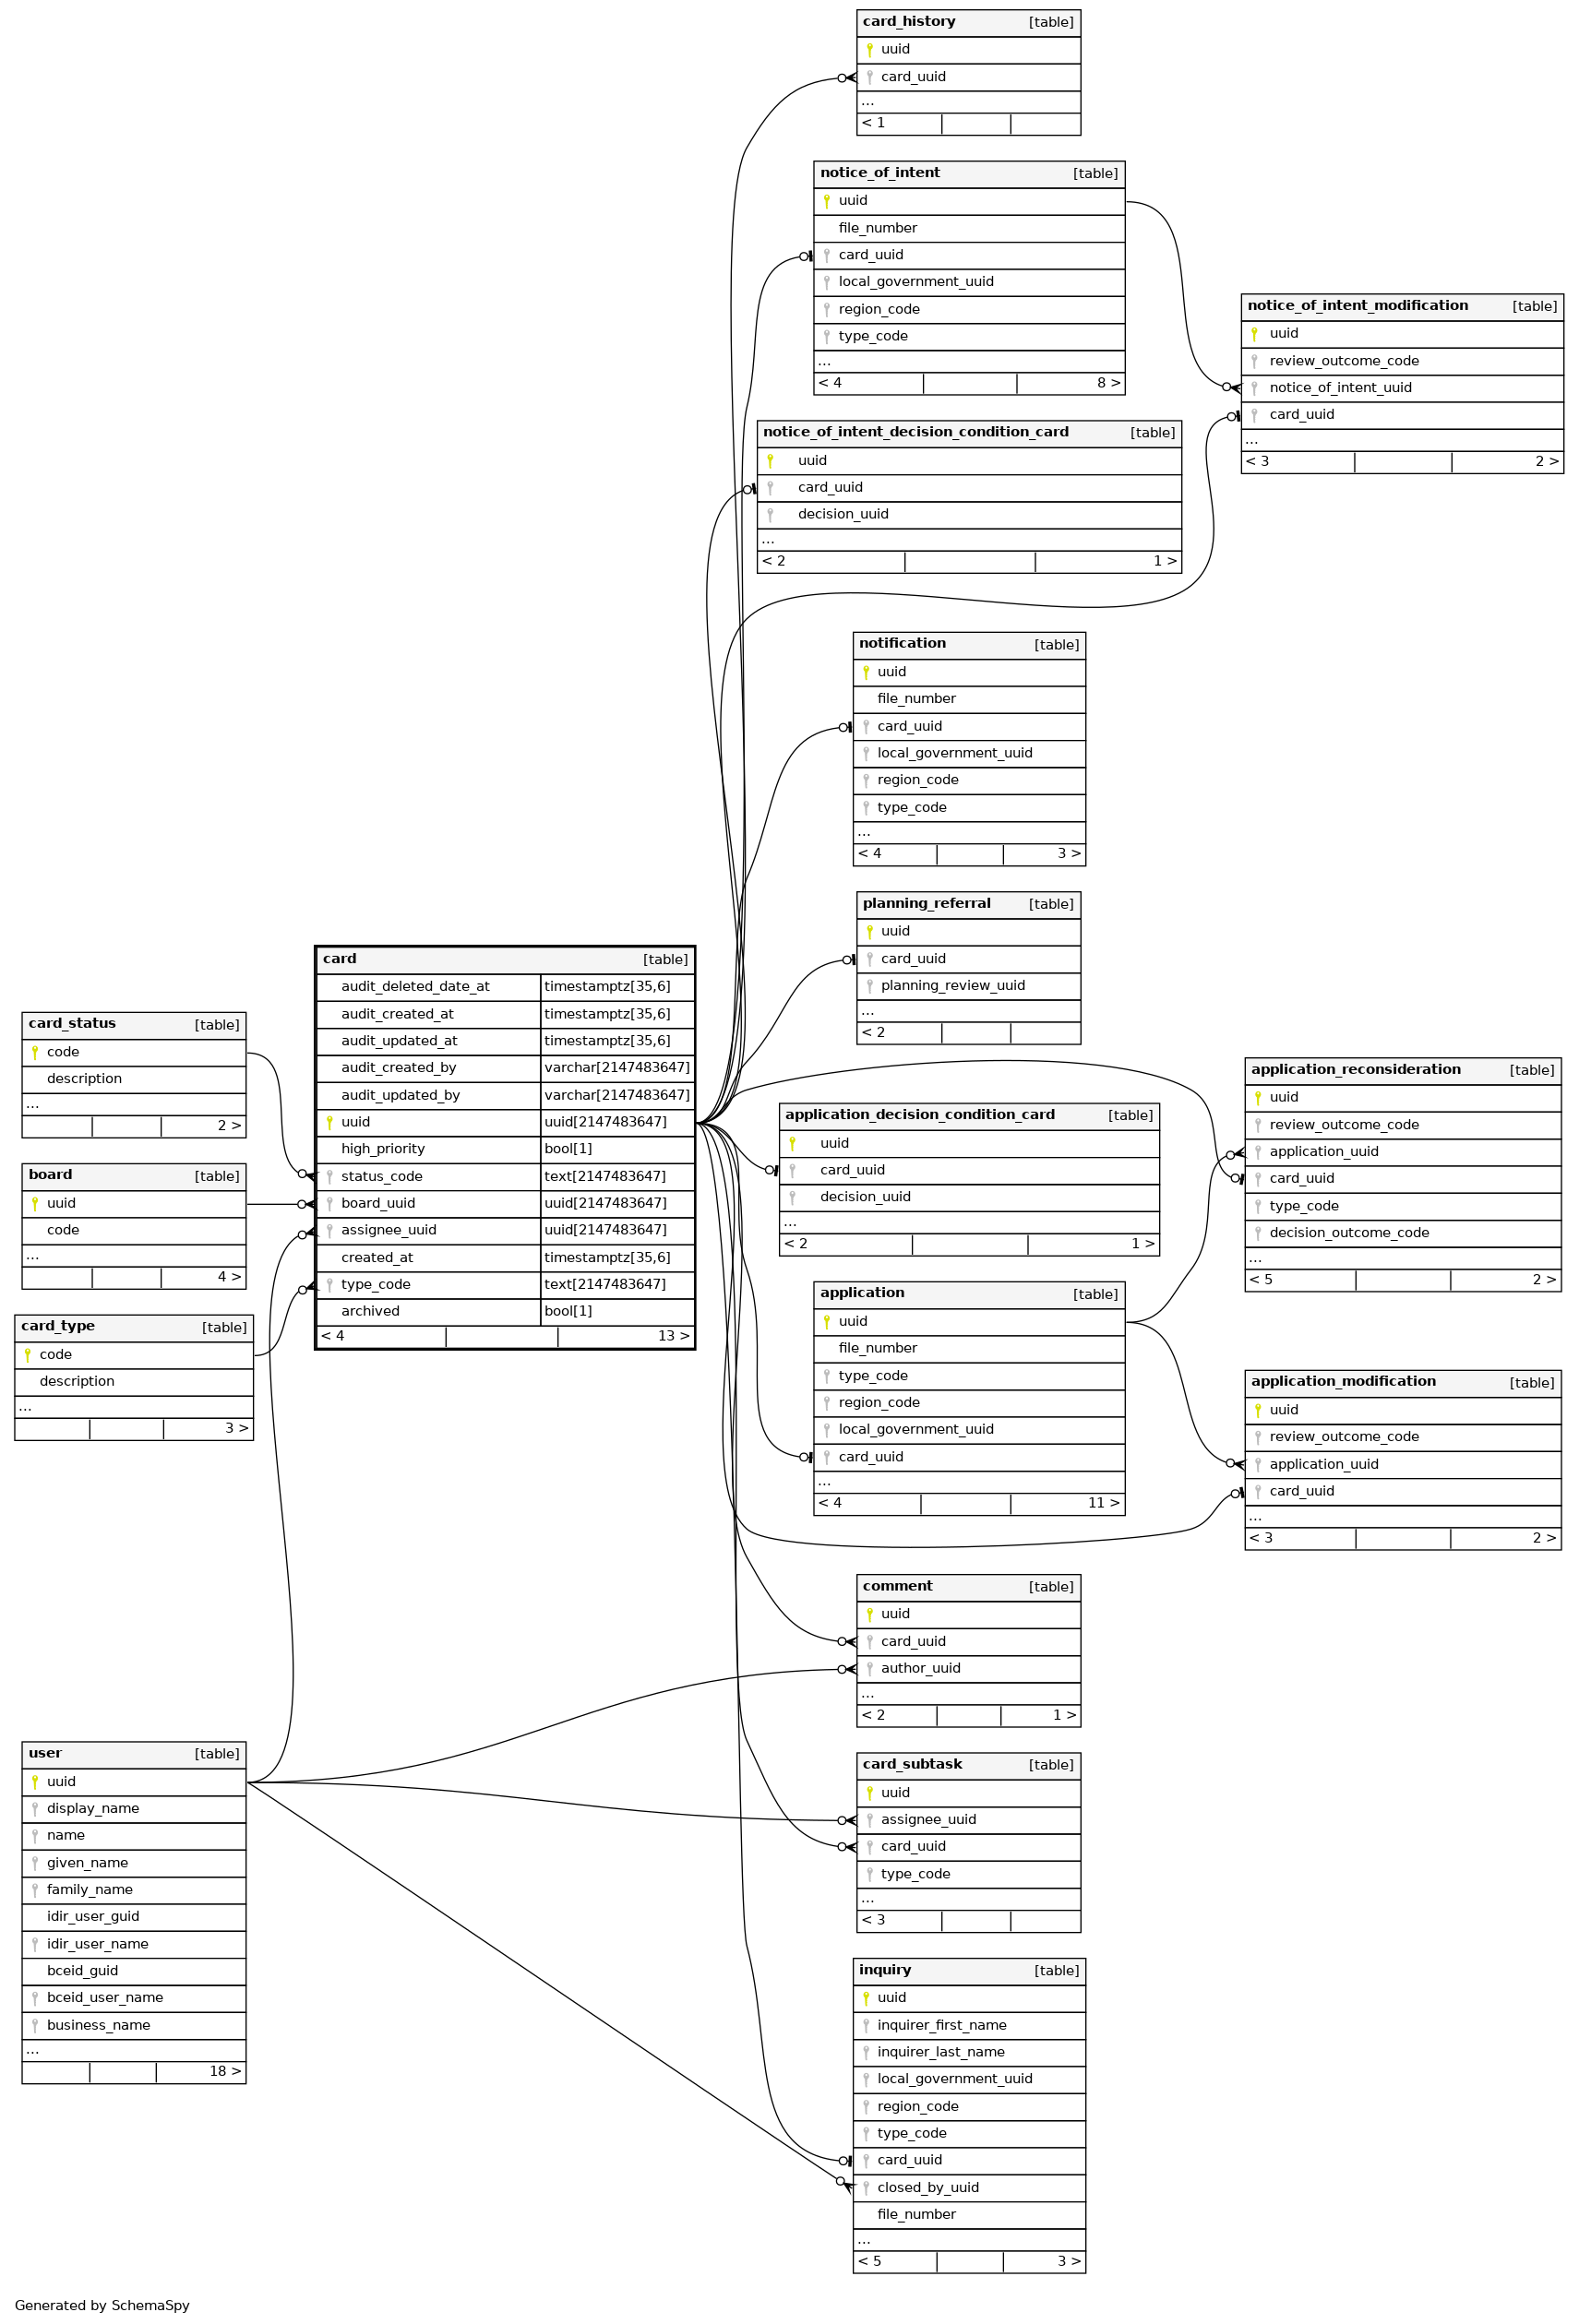 card_history [table]
uuid
card_uuid
...
< 1
notice_of_intent [table]
uuid
file_number
card_uuid
local_government_uuid
region_code
type_code
...
< 4 8 >
notice_of_intent_modification [table]
uuid
review_outcome_code
notice_of_intent_uuid
card_uuid
...
< 3 2 >
notice_of_intent_decision_condition_card [table]
uuid
card_uuid
decision_uuid
...
< 2 1 >
notification [table]
uuid
file_number
card_uuid
local_government_uuid
region_code
type_code
...
< 4 3 >
planning_referral [table]
uuid
card_uuid
planning_review_uuid
...
< 2
card [table]
audit_deleted_date_at timestamptz[35,6]
audit_created_at timestamptz[35,6]
audit_updated_at timestamptz[35,6]
audit_created_by varchar[2147483647]
audit_updated_by varchar[2147483647]
uuid uuid[2147483647]
high_priority bool[1]
status_code text[2147483647]
board_uuid uuid[2147483647]
assignee_uuid uuid[2147483647]
created_at timestamptz[35,6]
type_code text[2147483647]
archived bool[1]
< 4 13 >
card_status [table]
code
description
...
2 >
board [table]
uuid
code
...
4 >
card_type [table]
code
description
...
3 >
application_reconsideration [table]
uuid
review_outcome_code
application_uuid
card_uuid
type_code
decision_outcome_code
...
< 5 2 >
application_decision_condition_card [table]
uuid
card_uuid
decision_uuid
...
< 2 1 >
application [table]
uuid
file_number
type_code
region_code
local_government_uuid
card_uuid
...
< 4 11 >
application_modification [table]
uuid
review_outcome_code
application_uuid
card_uuid
...
< 3 2 >
comment [table]
uuid
card_uuid
author_uuid
...
< 2 1 >
user [table]
uuid
display_name
name
given_name
family_name
idir_user_guid
idir_user_name
bceid_guid
bceid_user_name
business_name
...
18 >
card_subtask [table]
uuid
assignee_uuid
card_uuid
type_code
...
< 3
inquiry [table]
uuid
inquirer_first_name
inquirer_last_name
local_government_uuid
region_code
type_code
card_uuid
closed_by_uuid
file_number
...
< 5 3 >
Generated by SchemaSpy